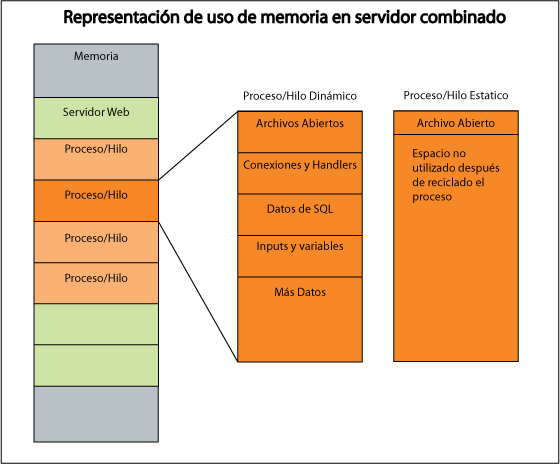 Representación de uso de memoria en servidor combinado
Memoria
Servidor Web
Proceso/Hilo
Proceso/Hilo
Proceso/Hilo
Proceso/Hilo
Proceso/Hilo Dinámico
Archivos Abiertos
Conexiones y Handlers
Datos de SQL
Inputs y variables
Más Datos
Proceso/Hilo Estatico
Archivo Abierto
Espacio no
utilizado después
de reciclado el
proceso